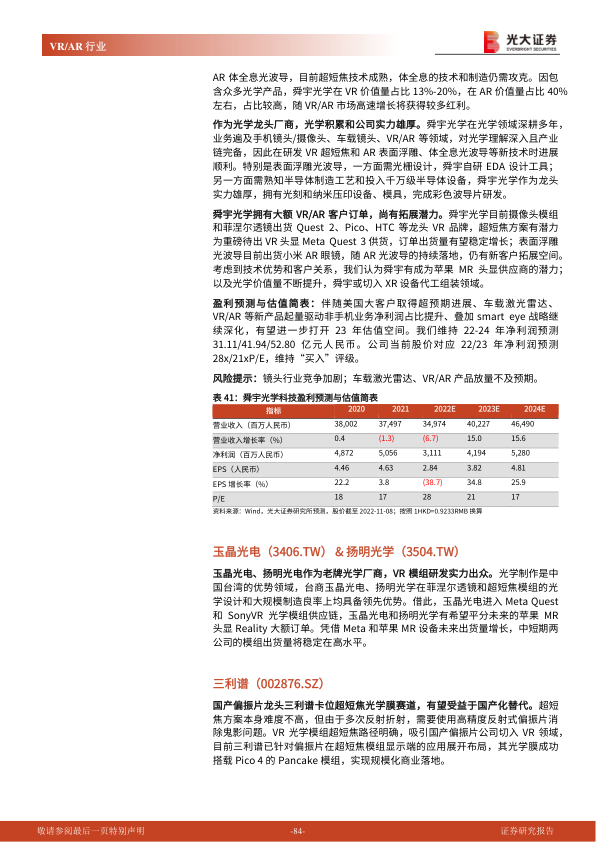 VR/AR 行业
光大证券
EVERBRIGHT SECURITIES
AR 体全息光波导，目前超短焦技术成熟，体全息的技术和制造仍需攻克。因包
含众多光学产品，舜宇光学在 VR 价值量占比 13%-20%，在 AR 价值量占比 40%
左右，占比较高，随 VR/AR 市场高速增长将获得较多红利。
作为光学龙头厂商，光学积累和公司实力雄厚。舜宇光学在光学领域深耕多年，
业务遍及手机镜头/摄像头、车载镜头、VR/AR 等领域，对光学理解深入且产业
链完备，因此在研发 VR 超短焦和 AR 表面浮雕、体全息光波导等新技术时进展
顺利。特别是表面浮雕光波导，一方面需光栅设计，舜宇自研 EDA 设计工具；
另一方面需熟知半导体制造工艺和投入千万级半导体设备，舜宇光学作为龙头
实力雄厚，拥有光刻和纳米压印设备、模具，完成彩色波导片研发。
舜宇光学拥有大额 VR/AR 客户订单，尚有拓展潜力。舜宇光学目前摄像头模组
和菲涅尔透镜出货 Quest 2、Pico、HTC 等龙头 VR 品牌，超短焦方案有潜力
为重磅待出 VR 头显 Meta Quest 3 供货，订单出货量有望稳定增长；表面浮雕
光波导目前出货小米 AR 眼镜，随 AR 光波导的持续落地，仍有新客户拓展空间。
考虑到技术优势和客户关系，我们认为舜宇有成为苹果 MR 头显供应商的潜力；
以及光学价值量不断提升，舜宇或切入 XR 设备代工组装领域。
盈利预测与估值简表：伴随美国大客户取得超预期进展、车载激光雷达、
VR/AR 等新产品起量驱动非手机业务净利润占比提升、叠加 smart eye 战略继
续深化，有望进一步打开 23 年估值空间。我们维持 22-24 年净利润预测
31.11/41.94/52.80 亿元人民币。公司当前股价对应 22/23 年净利润预测
28x/21xP/E，维持“买入”评级。
风险提示：镜头行业竞争加剧；车载激光雷达、VR/AR 产品放量不及预期。
表 41：舜宇光学科技盈利预测与估值简表
指标 2020 2021 2022E 2023E 2024E
营业收入（百万人民币） 38,002 37,497 34,974 40,227 46,490
营业收入增长率（%） 0.4 (1.3) (6.7) 15.0 15.6
净利润（百万人民币） 4,872 5,056 3,111 4,194 5,280
EPS（人民币） 4.46 4.63 2.84 3.82 4.81
EPS 增长率（%） 22.2 3.8 (38.7) 34.8 25.9
P/E 18 17 28 21 17
资料来源：Wind，光大证券研究所预测，股价截至 2022-11-08；按照 1HKD=0.9233RMB 换算
玉晶光电（3406.TW） & 扬明光学（3504.TW）
玉晶光电、扬明光电作为老牌光学厂商，VR 模组研发实力出众。光学制作是中
国台湾的优势领域，台商玉晶光电、扬明光学在菲涅尔透镜和超短焦模组的光
学设计和大规模制造良率上均具备领先优势。借此，玉晶光电进入 Meta Quest
和 SonyVR 光学模组供应链，玉晶光电和扬明光学有希望平分未来的苹果 MR
头显 Reality 大额订单。凭借 Meta 和苹果 MR 设备未来出货量增长，中短期两
公司的模组出货量将稳定在高水平。
三利谱（002876.SZ）
国产偏振片龙头三利谱卡位超短焦光学膜赛道，有望受益于国产化替代。超短
焦方案本身难度不高，但由于多次反射折射，需要使用高精度反射式偏振片消
除鬼影问题。VR 光学模组超短焦路径明确，吸引国产偏振片公司切入 VR 领域，
目前三利谱已针对偏振片在超短焦模组显示端的应用展开布局，其光学膜成功
搭载 Pico 4 的 Pancake 模组，实现规模化商业落地。
敬请参阅最后一页特别声明 -84- 证券研究报告